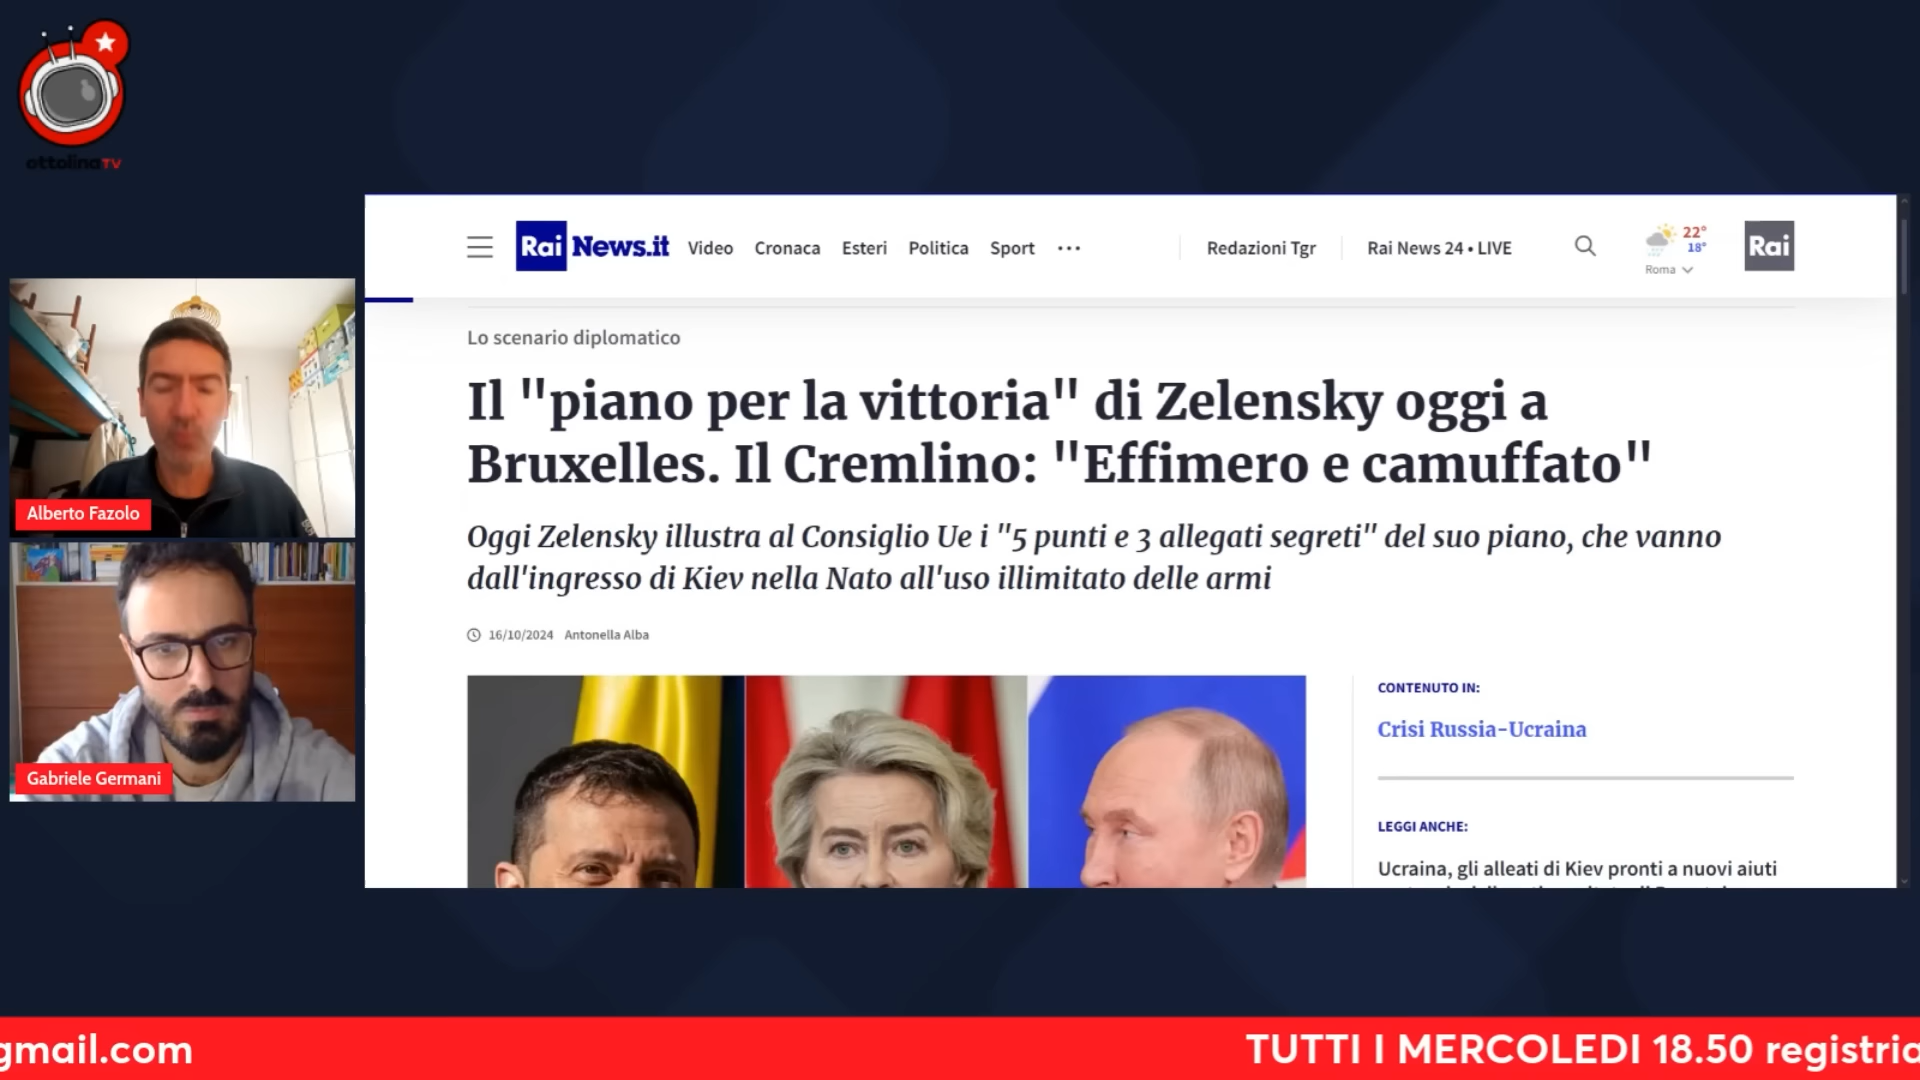 ottolinaTV
Rai News.it Video Cronaca Esteri Politica Sport ··· Redazioni Tgr Rai News 24 • LIVE 22° 18° Roma Rai
Lo scenario diplomatico
Il "piano per la vittoria" di Zelensky oggi a
Bruxelles. Il Cremlino: "Effimero e camuffato"
Oggi Zelensky illustra al Consiglio Ue i "5 punti e 3 allegati segreti" del suo piano, che vanno
dall'ingresso di Kiev nella Nato all'uso illimitato delle armi
16/10/2024 Antonella Alba
CONTENUTO IN:
Crisi Russia-Ucraina
LEGGI ANCHE:
Ucraina, gli alleati di Kiev pronti a nuovi aiuti
Alberto Fazolo
Gabriele Germani
gmail.com
TUTTI I MERCOLEDI 18.50 registria